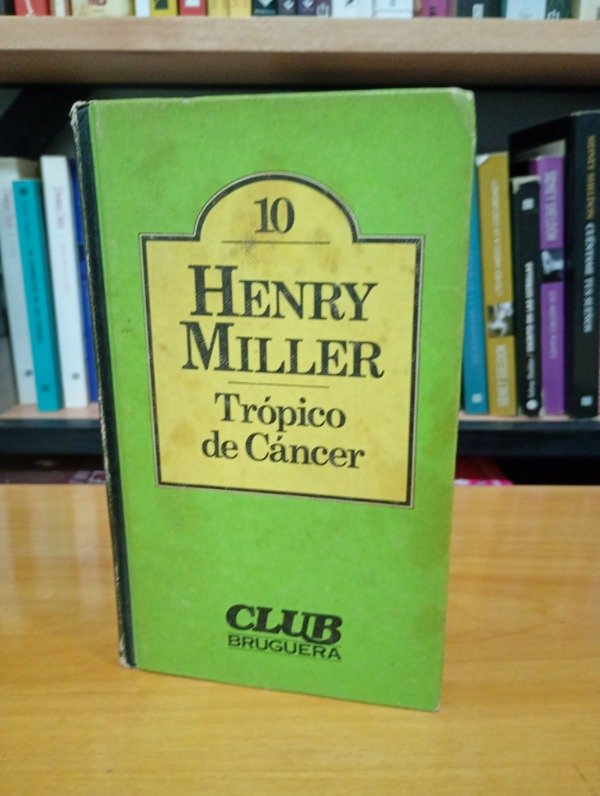 10
HENRY
MILLER
Trópico
de Cáncer
CLUB
BRUGUERA